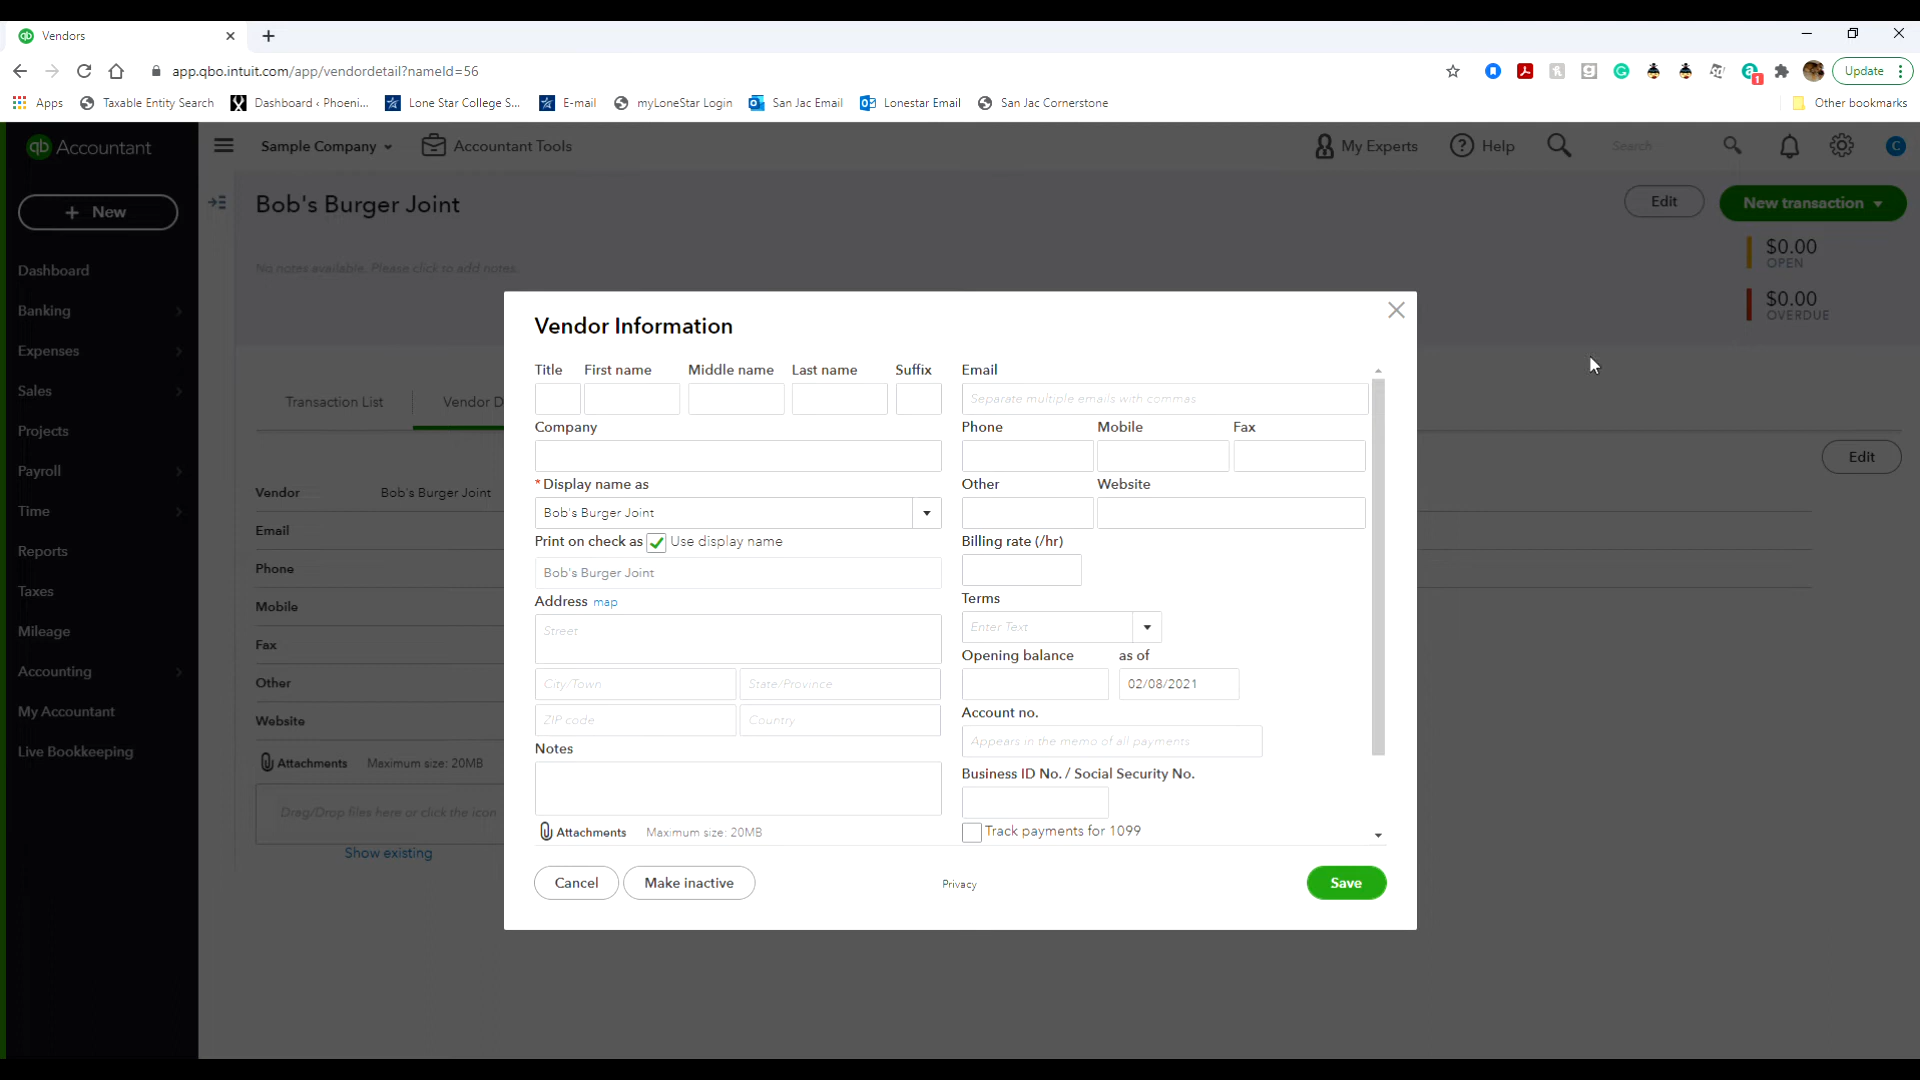 Vendors
app.qbo.intuit.com/app/vendordetail?nameId=56
1
Update
Apps
Taxable Entity Search
Dashboard ‹ Phoeni...
Lone Star College S...
E-mail
myLoneStar Login
San Jac Email
Lonestar Email
San Jac Cornerstone
Other bookmarks
qb Accountant
Sample Company
Accountant Tools
My Experts
Help
Search
C
+ New
Bob's Burger Joint
Edit
New transaction
No notes available. Please click to add notes.
$0.00
OPEN
$0.00
OVERDUE
Dashboard
Banking
Expenses
Sales
Projects
Payroll
Time
Reports
Taxes
Mileage
Accounting
My Accountant
Live Bookkeeping
Transaction List
Vendor D
Edit
Vendor Bob's Burger Joint
Email
Phone
Mobile
Fax
Other
Website
Attachments Maximum size: 20MB
Drag/Drop files here or click the icon
Show existing
Vendor Information
Title First name Middle name Last name Suffix
Company
* Display name as
Bob's Burger Joint
Print on check as Use display name
Bob's Burger Joint
Address map
Street
City/Town State/Province
ZIP code Country
Notes
Attachments Maximum size: 20MB
Email
Separate multiple emails with commas
Phone Mobile Fax
Other Website
Billing rate (/hr)
Terms
Enter Text
Opening balance as of
02/08/2021
Account no.
Appears in the memo of all payments
Business ID No. / Social Security No.
Track payments for 1099
Cancel
Make inactive
Privacy
Save